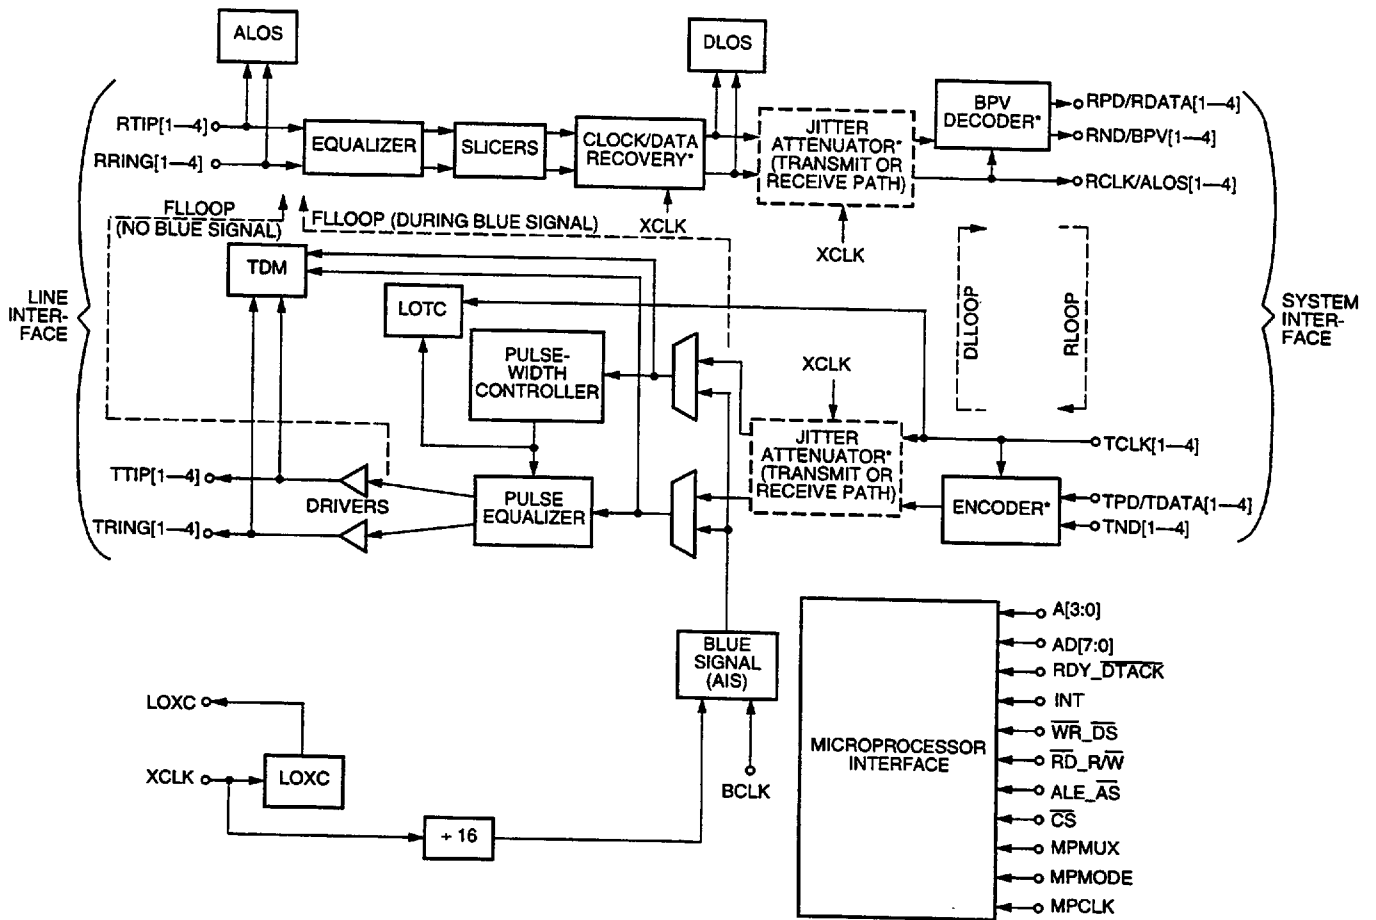 ALOS
DLOS
RTIP[1—4]
RRING[1—4]
EQUALIZER
SLICERS
CLOCK/DATA
RECOVERY*
JITTER
ATTENUATOR*
(TRANSMIT OR
RECEIVE PATH)
BPV
DECODER*
RPD/RDATA[1—4]
RND/BPV[1—4]
RCLK/ALOS[1—4]
FLLOOP
(NO BLUE SIGNAL)
FLLOOP (DURING BLUE SIGNAL)
XCLK
XCLK
TDM
LOTC
LINE
INTER-
FACE
PULSE-
WIDTH
CONTROLLER
XCLK
DLLOOP
RLOOP
SYSTEM
INTER-
FACE
JITTER
ATTENUATOR*
(TRANSMIT OR
RECEIVE PATH)
TCLK[1—4]
TTIP[1—4]
DRIVERS
TRING[1—4]
PULSE
EQUALIZER
ENCODER*
TPD/TDATA[1—4]
TND[1—4]
BLUE
SIGNAL
(AIS)
BCLK
LOXC
XCLK
LOXC
÷ 16
MICROPROCESSOR
INTERFACE
A[3:0]
AD[7:0]
RDY_D̅T̅A̅C̅K̅
INT
W̅R̅_D̅S̅
R̅D̅_R/W̅
ALE_A̅S̅
C̅S̅
MPMUX
MPMODE
MPCLK